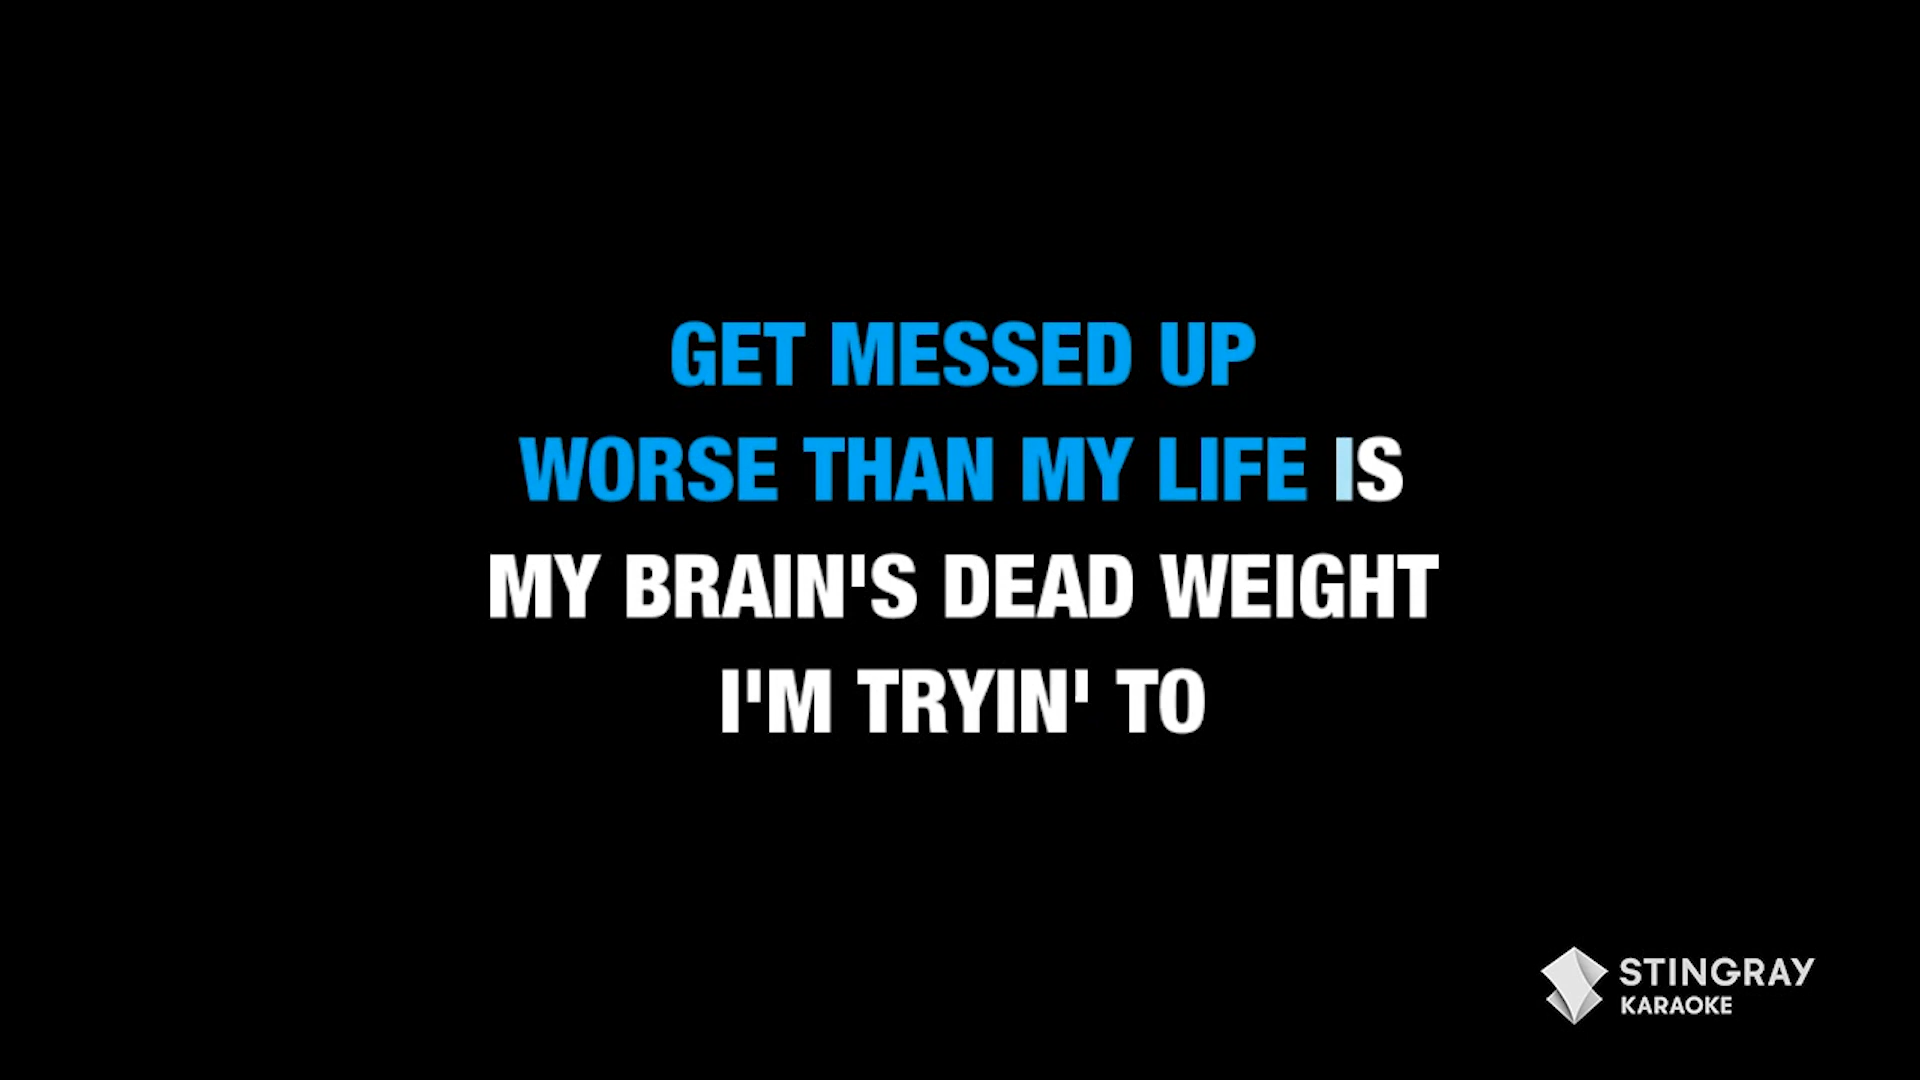 GET MESSED UP
WORSE THAN MY LIFE IS
MY BRAIN'S DEAD WEIGHT
I'M TRYIN' TO
STINGRAY
KARAOKE